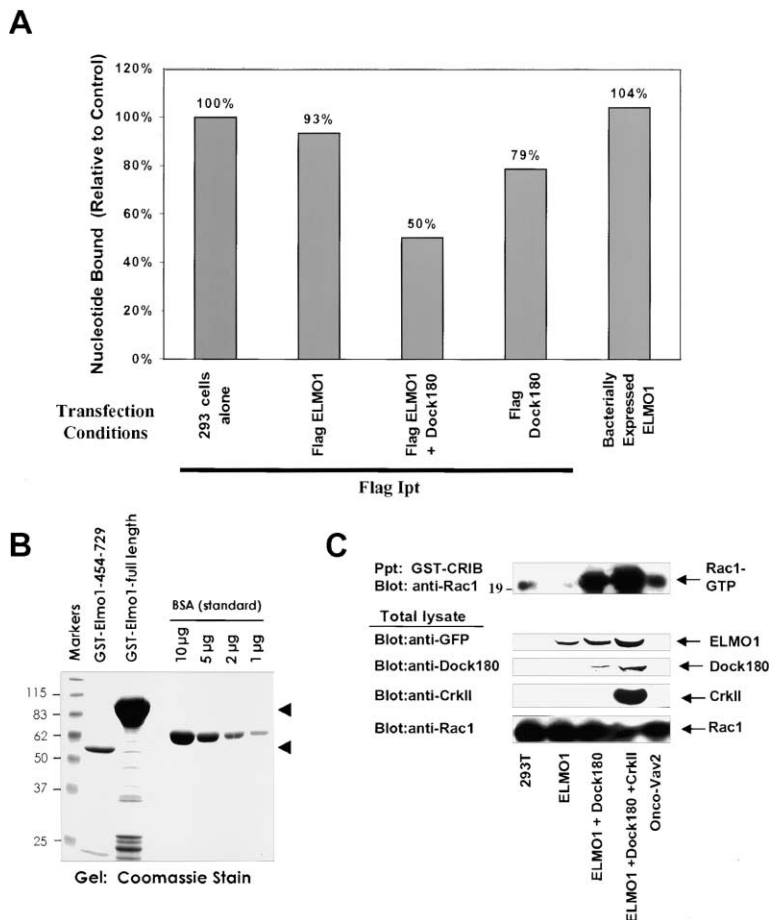 A
Nucleotide Bound (Relative to Control)
120%
100%
80%
60%
40%
20%
0%
100%
93%
50%
79%
104%
Transfection
Conditions
293 cells
alone
Flag ELMO1
Flag ELMO1
+ Dock180
Flag
Dock180
Bacterially
Expressed
ELMO1
Flag Ipt
B
Markers
GST-Elmo1-454-729
GST-Elmo1-full length
BSA (standard)
10 µg
5 µg
2 µg
1 µg
115
83
62
50
37
25
Gel: Coomassie Stain
C
Ppt: GST-CRIB
Blot: anti-Rac1
19
Rac1-
GTP
Total lysate
Blot:anti-GFP
ELMO1
Blot:anti-Dock180
Dock180
Blot:anti-CrkII
CrkII
Blot:anti-Rac1
Rac1
293T
ELMO1
ELMO1 + Dock180
ELMO1 +Dock180 +CrkII
Onco-Vav2